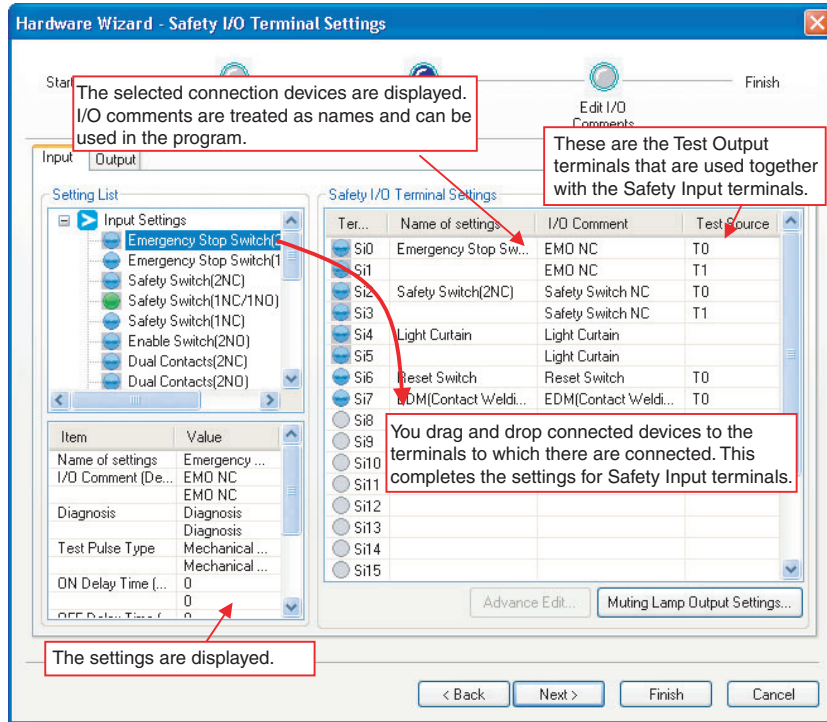 Hardware Wizard - Safety I/O Terminal Settings
Finish
Edit I/O
Comments
The selected connection devices are displayed.
I/O comments are treated as names and can be
used in the program.
These are the Test Output
terminals that are used together
with the Safety Input terminals.
Input Output
Setting List
Input Settings
Emergency Stop Switch(2
Emergency Stop Switch(1
Safety Switch(2NC)
Safety Switch(1NC/1NO)
Safety Switch(1NC)
Enable Switch(2NO)
Dual Contacts(2NC)
Dual Contacts(2NO)
Item Value
Name of settings Emergency ...
I/O Comment (De... EMO NC
EMO NC
Diagnosis Diagnosis
Diagnosis
Test Pulse Type Mechanical ...
Mechanical ...
ON Delay Time (... 0
0
OFF Delay Time ( 0
The settings are displayed.
Safety I/O Terminal Settings
Ter... Name of settings I/O Comment Test Source
Si0 Emergency Stop Sw... EMO NC T0
Si1 EMO NC T1
Si2 Safety Switch(2NC) Safety Switch NC T0
Si3 Safety Switch NC T1
Si4 Light Curtain Light Curtain
Si5 Light Curtain
Si6 Reset Switch Reset Switch T0
Si7 EDM(Contact Weldi... EDM(Contact Weldi... T0
Si8
Si9
Si10
Si11
Si12
Si13
Si14
Si15
You drag and drop connected devices to the
terminals to which there are connected. This
completes the settings for Safety Input terminals.
Advance Edit... Muting Lamp Output Settings...
< Back Next > Finish Cancel